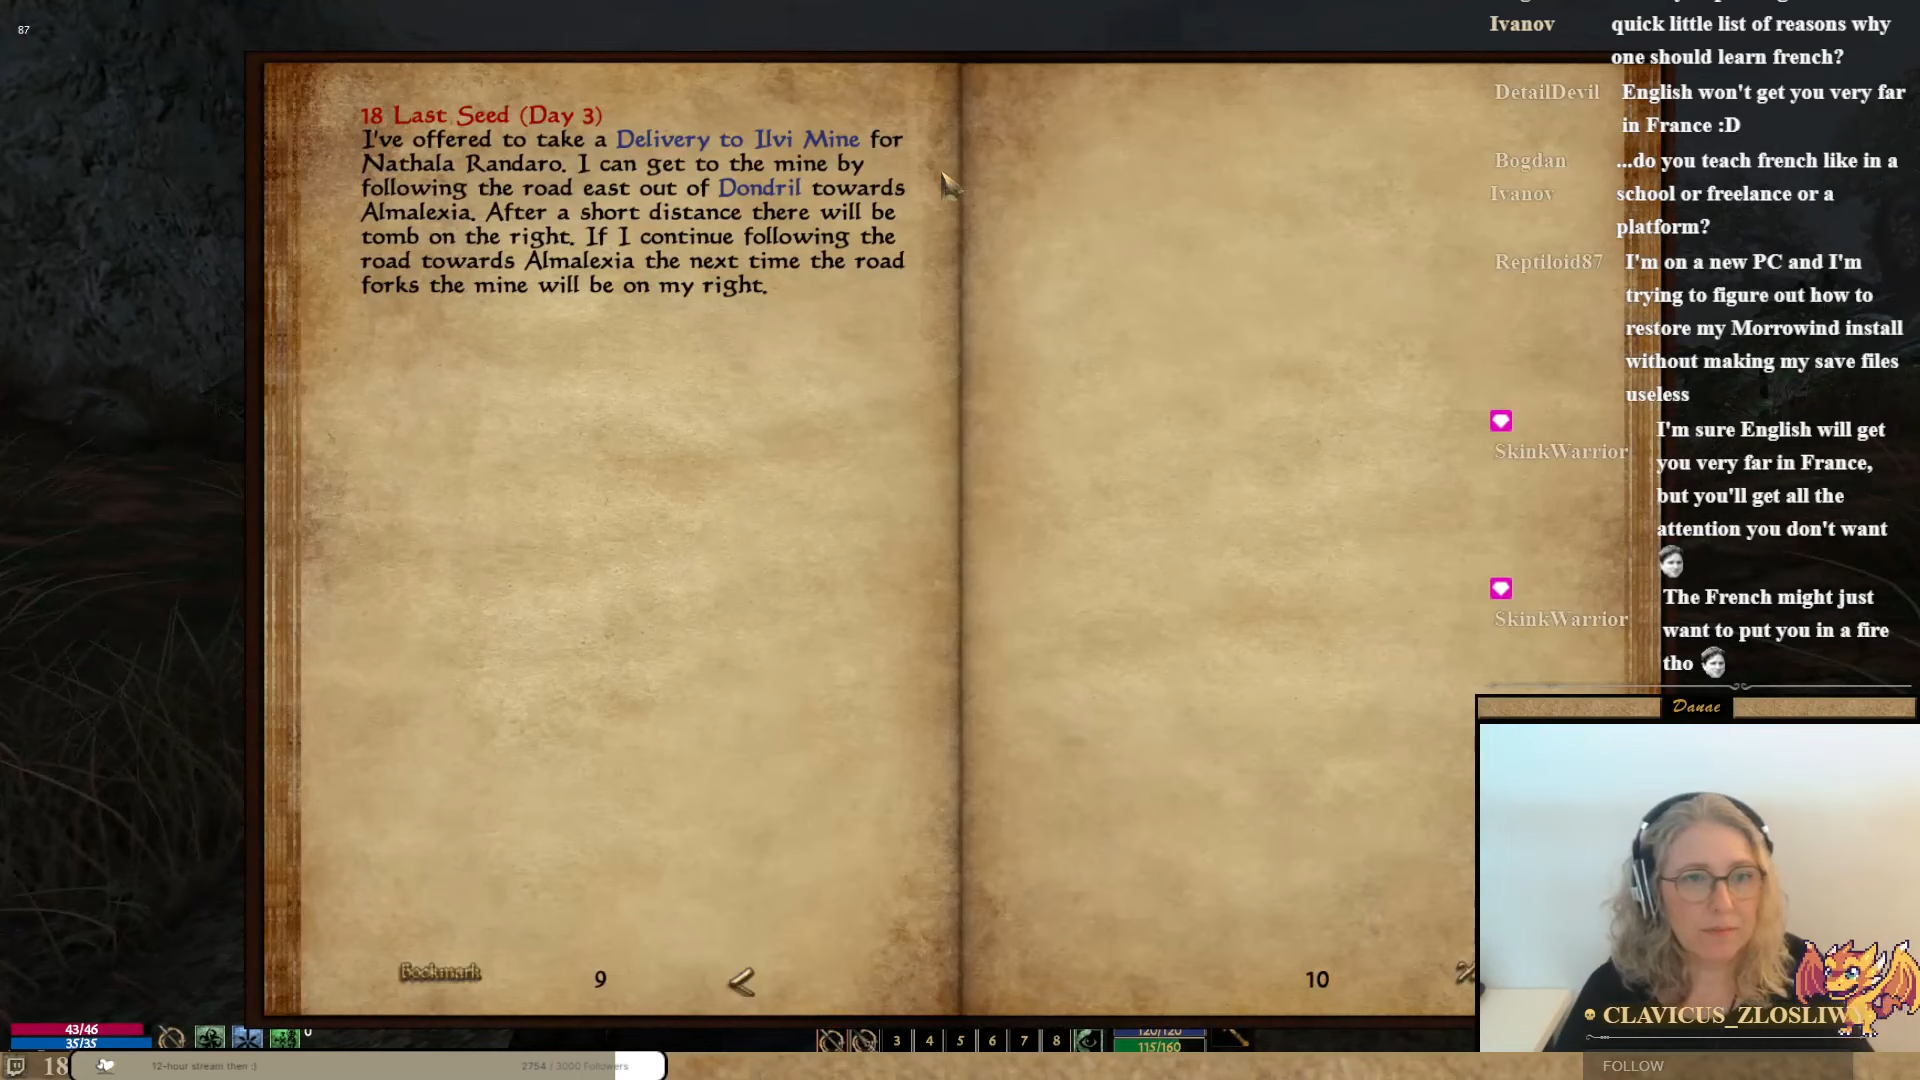 87
18 Last Seed (Day 3)
I've offered to take a Delivery to Ilvi Mine for
Nathala Randaro. I can get to the mine by
following the road east out of Dondril towards
Almalexia. After a short distance there will be
tomb on the right. If I continue following the
road towards Almalexia the next time the road
forks the mine will be on my right.
Bookmark
9
10
Ivanov quick little list of reasons why
one should learn french?
DetailDevil English won't get you very far
in France :D
Bogdan ...do you teach french like in a
Ivanov school or freelance or a
platform?
Reptiloid87 I'm on a new PC and I'm
trying to figure out how to
restore my Morrowind install
without making my save files
useless
I'm sure English will get
SkinkWarrior you very far in France,
but you'll get all the
attention you don't want
The French might just
SkinkWarrior want to put you in a fire
tho
Danae
CLAVICUS_ZLOSLIW
FOLLOW
43/46
35/35
0
3 4 5 6 7 8
120/120
115/160
18
12-hour stream then :)
2754 / 3000 Followers